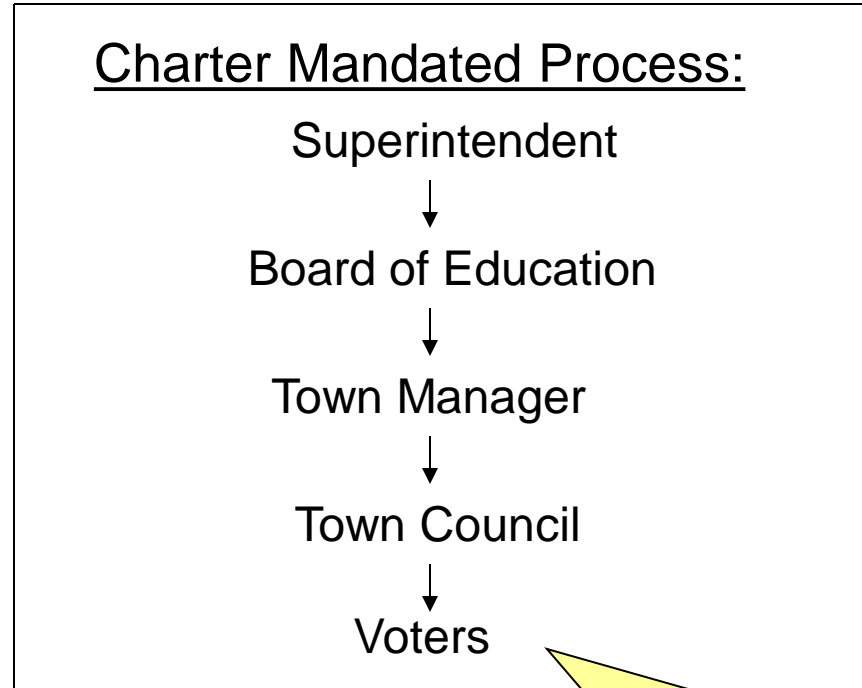 Charter Mandated Process:
Superintendent
Board of Education
Town Manager
Town Council
Voters